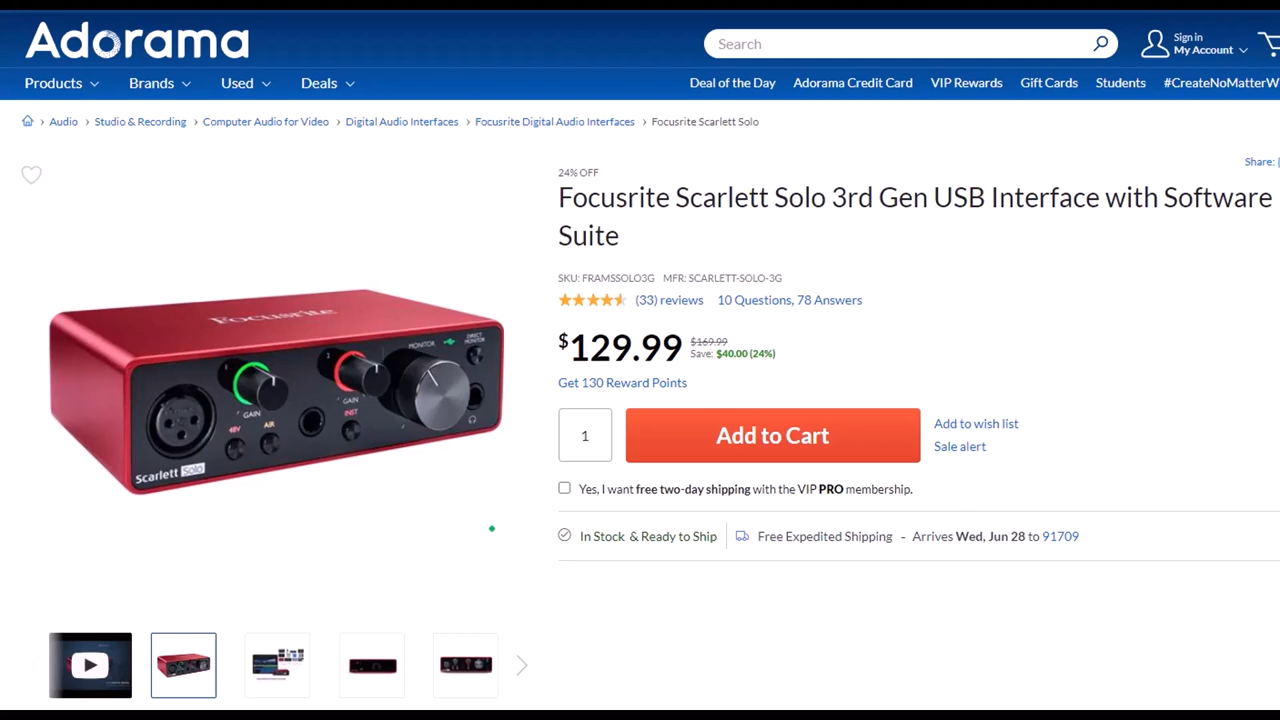 Adorama
Search
Sign in
My Account
Products
Brands
Used
Deals
Deal of the Day
Adorama Credit Card
VIP Rewards
Gift Cards
Students
#CreateNoMatterW
Audio › Studio & Recording › Computer Audio for Video › Digital Audio Interfaces › Focusrite Digital Audio Interfaces › Focusrite Scarlett Solo
Share:
24% OFF
Focusrite Scarlett Solo 3rd Gen USB Interface with Software
Suite
SKU: FRAMSSOLO3G MFR: SCARLETT-SOLO-3G
(33) reviews 10 Questions, 78 Answers
$129.99
$169.99
Save: $40.00 (24%)
Get 130 Reward Points
1
Add to Cart
Add to wish list
Sale alert
Yes, I want free two-day shipping with the VIP PRO membership.
In Stock & Ready to Ship
Free Expedited Shipping - Arrives Wed, Jun 28 to 91709
Focusrite
MONITOR
DIRECT
MONITOR
1
2
GAIN
GAIN
48V
AIR
INST
Scarlett Solo